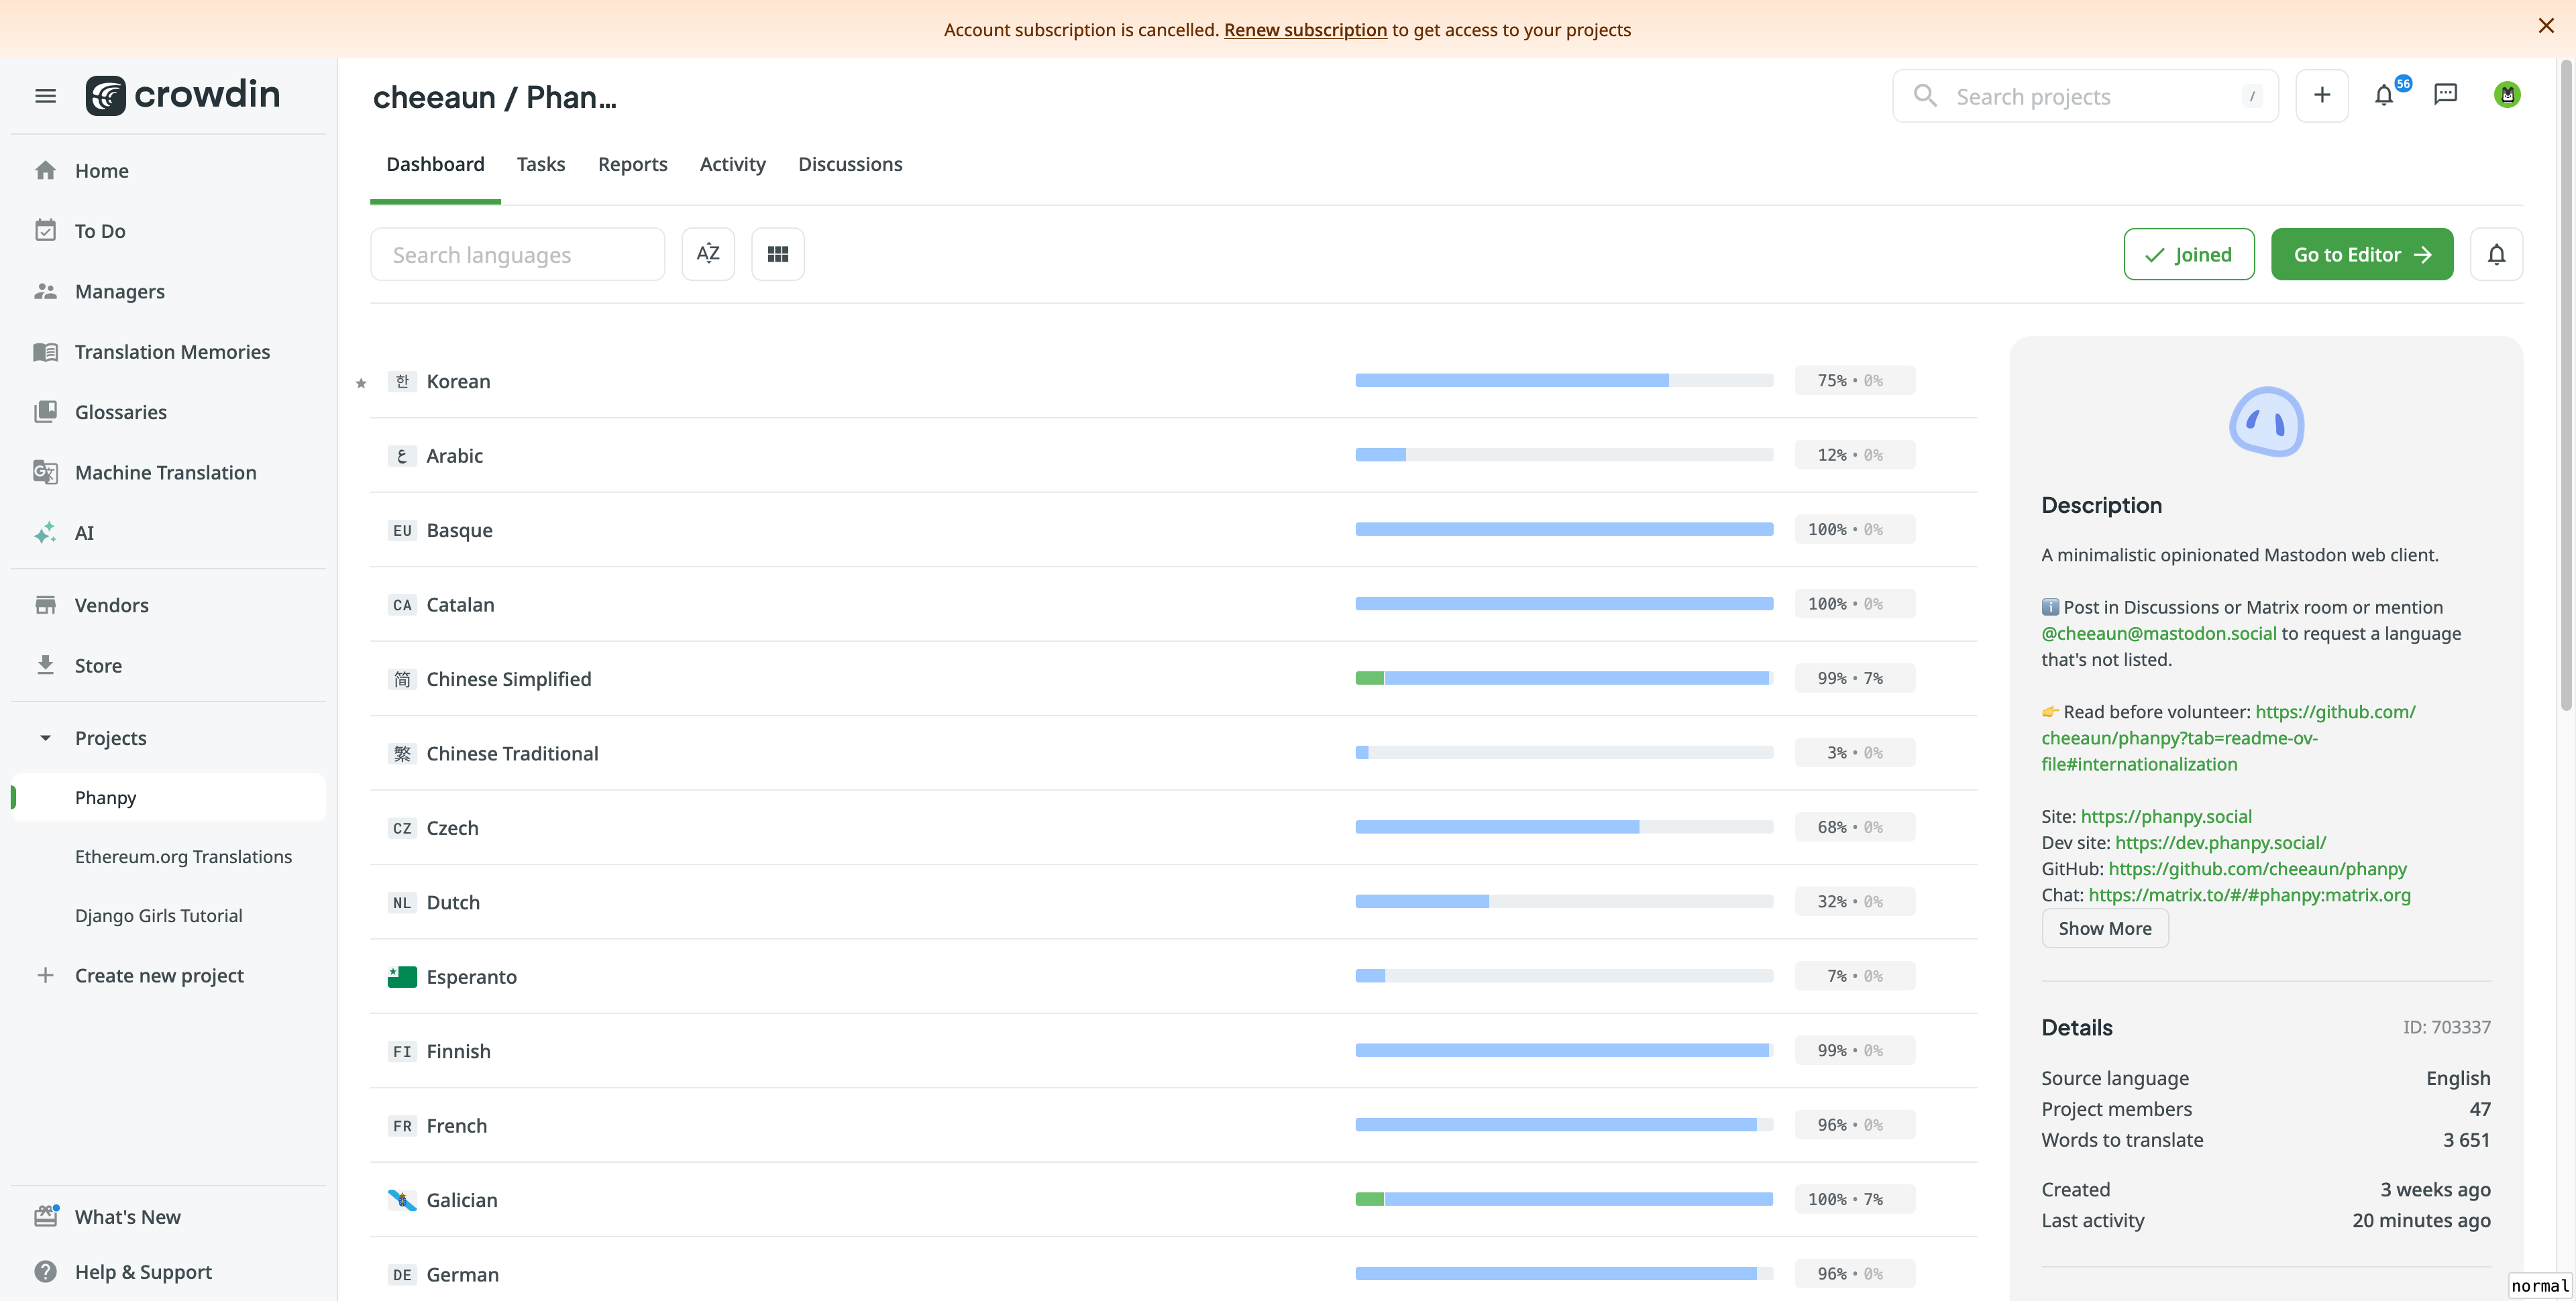 Account subscription is cancelled. Renew subscription to get access to your projects
crowdin
Home
To Do
Managers
Translation Memories
Glossaries
Machine Translation
AI
Vendors
Store
Projects
Phanpy
Ethereum.org Translations
Django Girls Tutorial
Create new project
What's New
Help & Support
cheeaun / Phan...
Search projects /
56
Dashboard Tasks Reports Activity Discussions
Search languages
AZ
Joined
Go to Editor
한 Korean 75% • 0%
ع Arabic 12% • 0%
EU Basque 100% • 0%
CA Catalan 100% • 0%
简 Chinese Simplified 99% • 7%
繁 Chinese Traditional 3% • 0%
CZ Czech 68% • 0%
NL Dutch 32% • 0%
Esperanto 7% • 0%
FI Finnish 99% • 0%
FR French 96% • 0%
Galician 100% • 7%
DE German 96% • 0%
Description
A minimalistic opinionated Mastodon web client.
ℹ️ Post in Discussions or Matrix room or mention
@cheeaun@mastodon.social to request a language
that's not listed.
👉 Read before volunteer: https://github.com/
cheeaun/phanpy?tab=readme-ov-
file#internationalization
Site: https://phanpy.social
Dev site: https://dev.phanpy.social/
GitHub: https://github.com/cheeaun/phanpy
Chat: https://matrix.to/#/#phanpy:matrix.org
Show More
Details ID: 703337
Source language English
Project members 47
Words to translate 3 651
Created 3 weeks ago
Last activity 20 minutes ago
normal